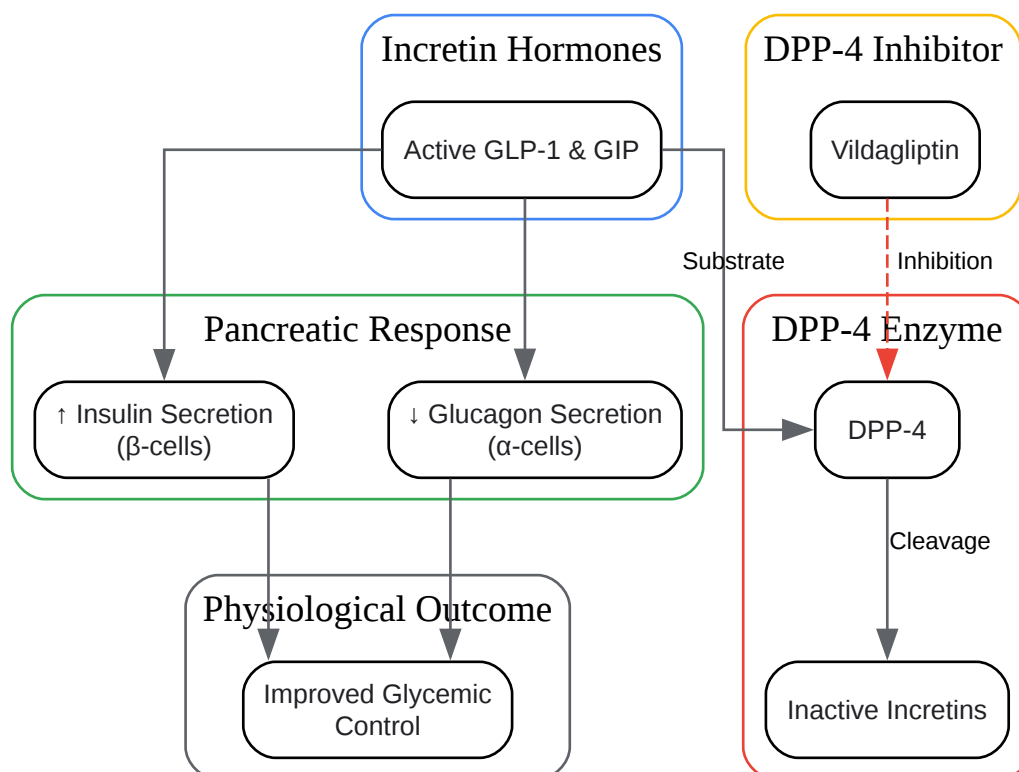 Incretin Hormones
DPP-4 Inhibitor
Active GLP-1 & GIP
Vildagliptin
Substrate
Inhibition
Pancreatic Response
DPP-4 Enzyme
↑ Insulin Secretion
(β-cells)
↓ Glucagon Secretion
(α-cells)
DPP-4
Cleavage
Physiological Outcome
Improved Glycemic
Control
Inactive Incretins